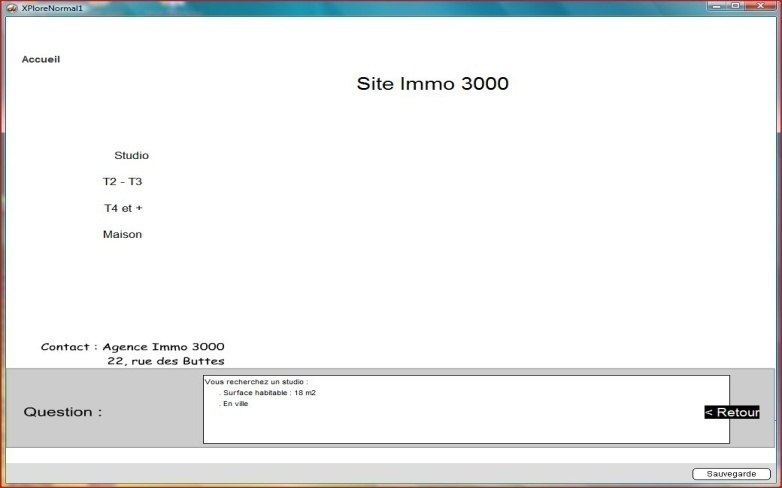 XPloreNormal1
Accueil
Site Immo 3000
Studio
T2 - T3
T4 et +
Maison
Contact : Agence Immo 3000
22, rue des Buttes
Vous recherchez un studio :
. Surface habitable : 18 m2
. En ville
Question :
< Retour
Sauvegarde